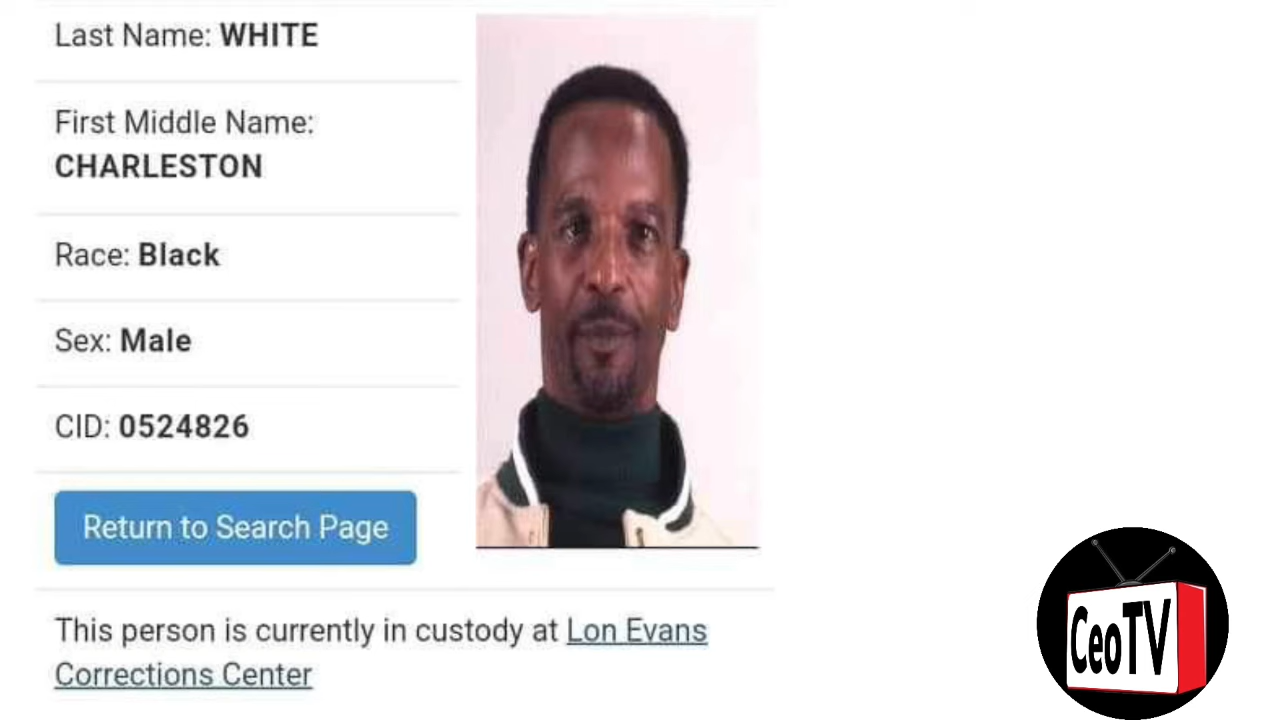 Last Name: WHITE
First Middle Name:
CHARLESTON
Race: Black
Sex: Male
CID: 0524826
Return to Search Page
This person is currently in custody at Lon Evans
Corrections Center
CeoTV